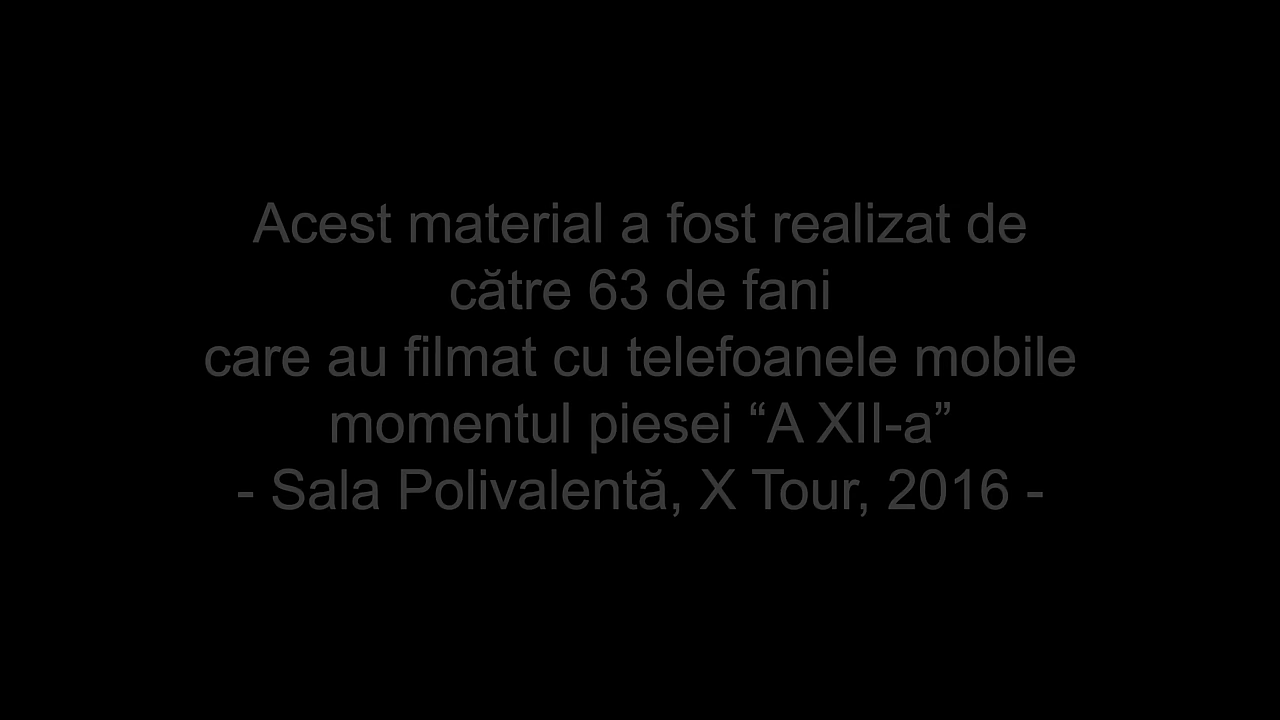 Acest material a fost realizat de
către 63 de fani
care au filmat cu telefoanele mobile
momentul piesei “A XII-a”
- Sala Polivalentă, X Tour, 2016 -